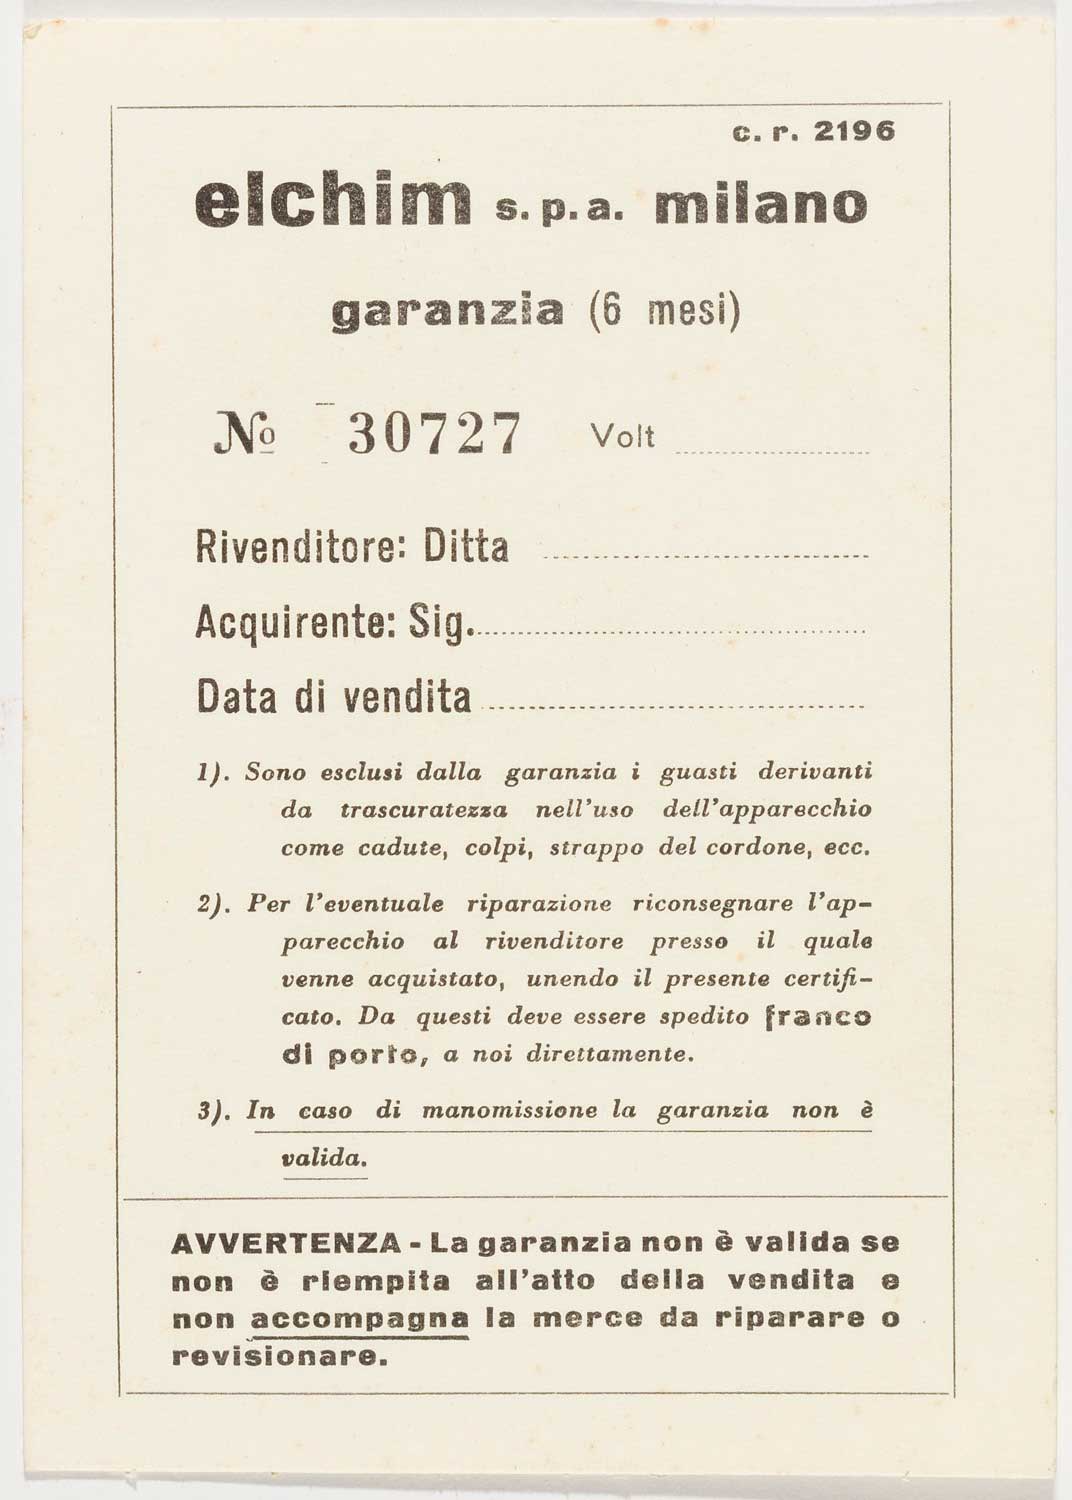 c. r. 2196
elchim s.p.a. milano
garanzia (6 mesi)
№ 30727 Volt
Rivenditore: Ditta
Acquirente: Sig.
Data di vendita
1). Sono esclusi dalla garanzia i guasti derivanti
da trascuratezza nell'uso dell'apparecchio
come cadute, colpi, strappo del cordone, ecc.
2). Per l'eventuale riparazione riconsegnare l'ap-
parecchio al rivenditore presso il quale
venne acquistato, unendo il presente certifi-
cato. Da questi deve essere spedito franco
di porto, a noi direttamente.
3). In caso di manomissione la garanzia non è
valida.
AVVERTENZA - La garanzia non è valida se
non è riempita all'atto della vendita e
non accompagna la merce da riparare o
revisionare.